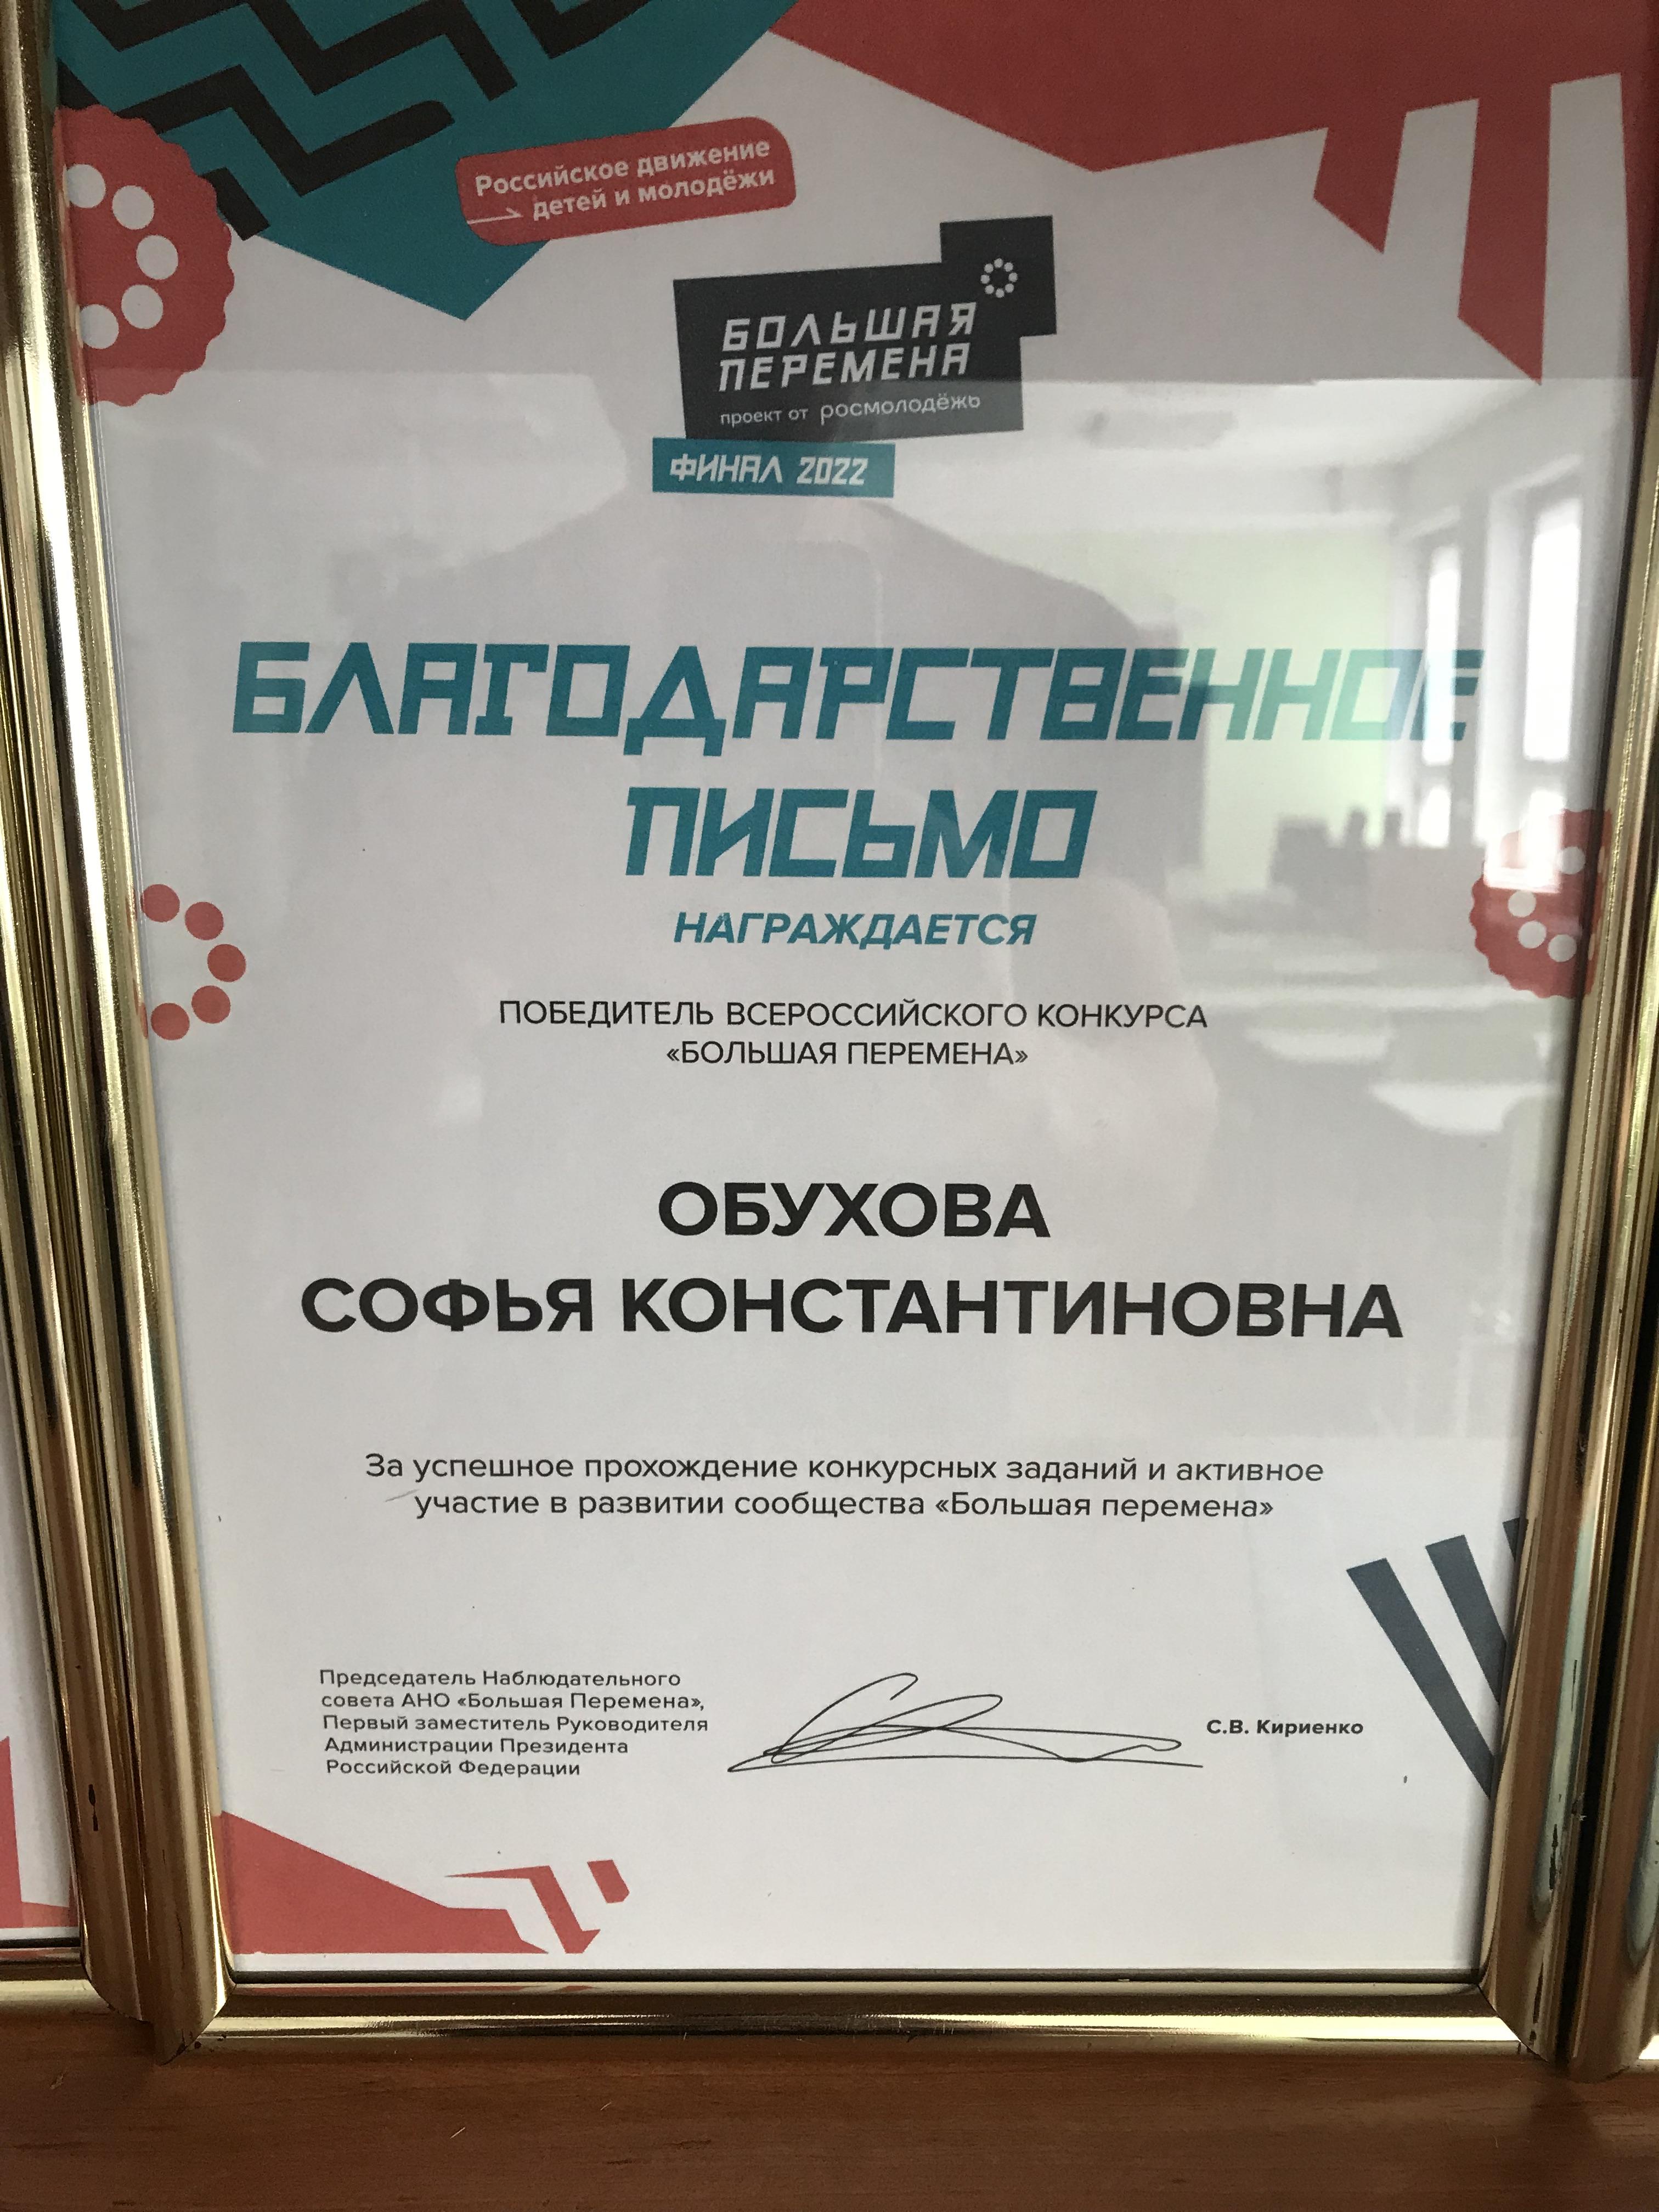 Российское движение
детей и молодёжи
БОЛЬШАЯ
ПЕРЕМЕНА
проект от росмолодёжь
ФИНАЛ 2022
БЛАГОДАРСТВЕННОЕ
ПИСЬМО
НАГРАЖДАЕТСЯ
ПОБЕДИТЕЛЬ ВСЕРОССИЙСКОГО КОНКУРСА
«БОЛЬШАЯ ПЕРЕМЕНА»
ОБУХОВА
СОФЬЯ КОНСТАНТИНОВНА
За успешное прохождение конкурсных заданий и активное
участие в развитии сообщества «Большая перемена»
Председатель Наблюдательного
совета АНО «Большая Перемена»,
Первый заместитель Руководителя
Администрации Президента
Российской Федерации
С.В. Кириенко